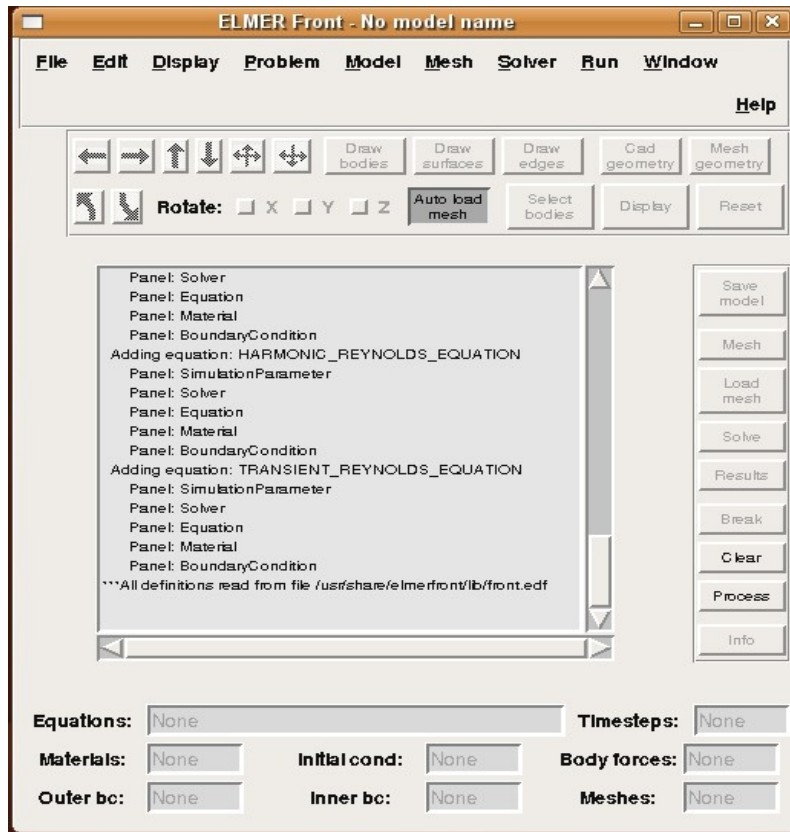 ELMER Front - No model name
File Edit Display Problem Model Mesh Solver Run Window
Help
Draw bodies Draw surfaces Draw edges Cad geometry Mesh geometry
Rotate: X Y Z Auto load mesh Select bodies Display Reset
Panel: Solver
Panel: Equation
Panel: Material
Panel: BoundaryCondition
Adding equation: HARMONIC_REYNOLDS_EQUATION
Panel: SimulationParameter
Panel: Solver
Panel: Equation
Panel: Material
Panel: BoundaryCondition
Adding equation: TRANSIENT_REYNOLDS_EQUATION
Panel: SimulationParameter
Panel: Solver
Panel: Equation
Panel: Material
Panel: BoundaryCondition
***All definitions read from file /usr/share/elmerfront/lib/front.edf
Save model
Mesh
Load mesh
Solve
Results
Break
Clear
Process
Info
Equations: None Timesteps: None
Materials: None Initial cond: None Body forces: None
Outer bc: None Inner bc: None Meshes: None